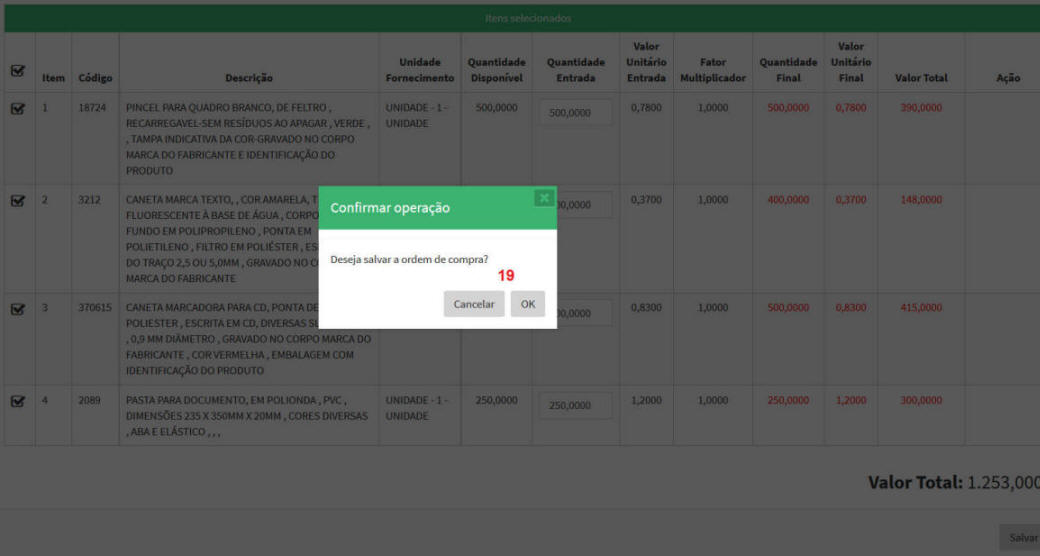 Itens selecionados
Item Código Descrição Unidade Fornecimento Quantidade Disponível Quantidade Entrada Valor Unitário Entrada Fator Multiplicador Quantidade Final Valor Unitário Final Valor Total Ação
1 18724 PINCEL PARA QUADRO BRANCO, DE FELTRO , UNIDADE - 1 - 500,0000 500,0000 0,7800 1,0000 500,0000 0,7800 390,0000
RECARREGAVEL-SEM RESÍDUOS AO APAGAR , VERDE , UNIDADE
, TAMPA INDICATIVA DA COR-GRAVADO NO CORPO
MARCA DO FABRICANTE E IDENTIFICAÇÃO DO
PRODUTO
2 3212 CANETA MARCA TEXTO, , COR AMARELA, T 00,0000 0,3700 1,0000 400,0000 0,3700 148,0000
FLUORESCENTE À BASE DE ÁGUA , CORPO
FUNDO EM POLIPROPILENO , PONTA EM
POLIETILENO , FILTRO EM POLIÉSTER , ES
DO TRAÇO 2,5 OU 5,0MM , GRAVADO NO CO
MARCA DO FABRICANTE
Confirmar operação
Deseja salvar a ordem de compra?
19
Cancelar OK
3 370615 CANETA MARCADORA PARA CD, PONTA DE 00,0000 0,8300 1,0000 500,0000 0,8300 415,0000
POLIESTER , ESCRITA EM CD, DIVERSAS SU
, 0,9 MM DIÂMETRO , GRAVADO NO CORPO MARCA DO
FABRICANTE , COR VERMELHA , EMBALAGEM COM
IDENTIFICAÇÃO DO PRODUTO
4 2089 PASTA PARA DOCUMENTO, EM POLIONDA , PVC , UNIDADE - 1 - 250,0000 250,0000 1,2000 1,0000 250,0000 1,2000 300,0000
DIMENSÕES 235 X 350MM X 20MM , CORES DIVERSAS UNIDADE
, ABA E ELÁSTICO , , ,
Valor Total: 1.253,000
Salvar